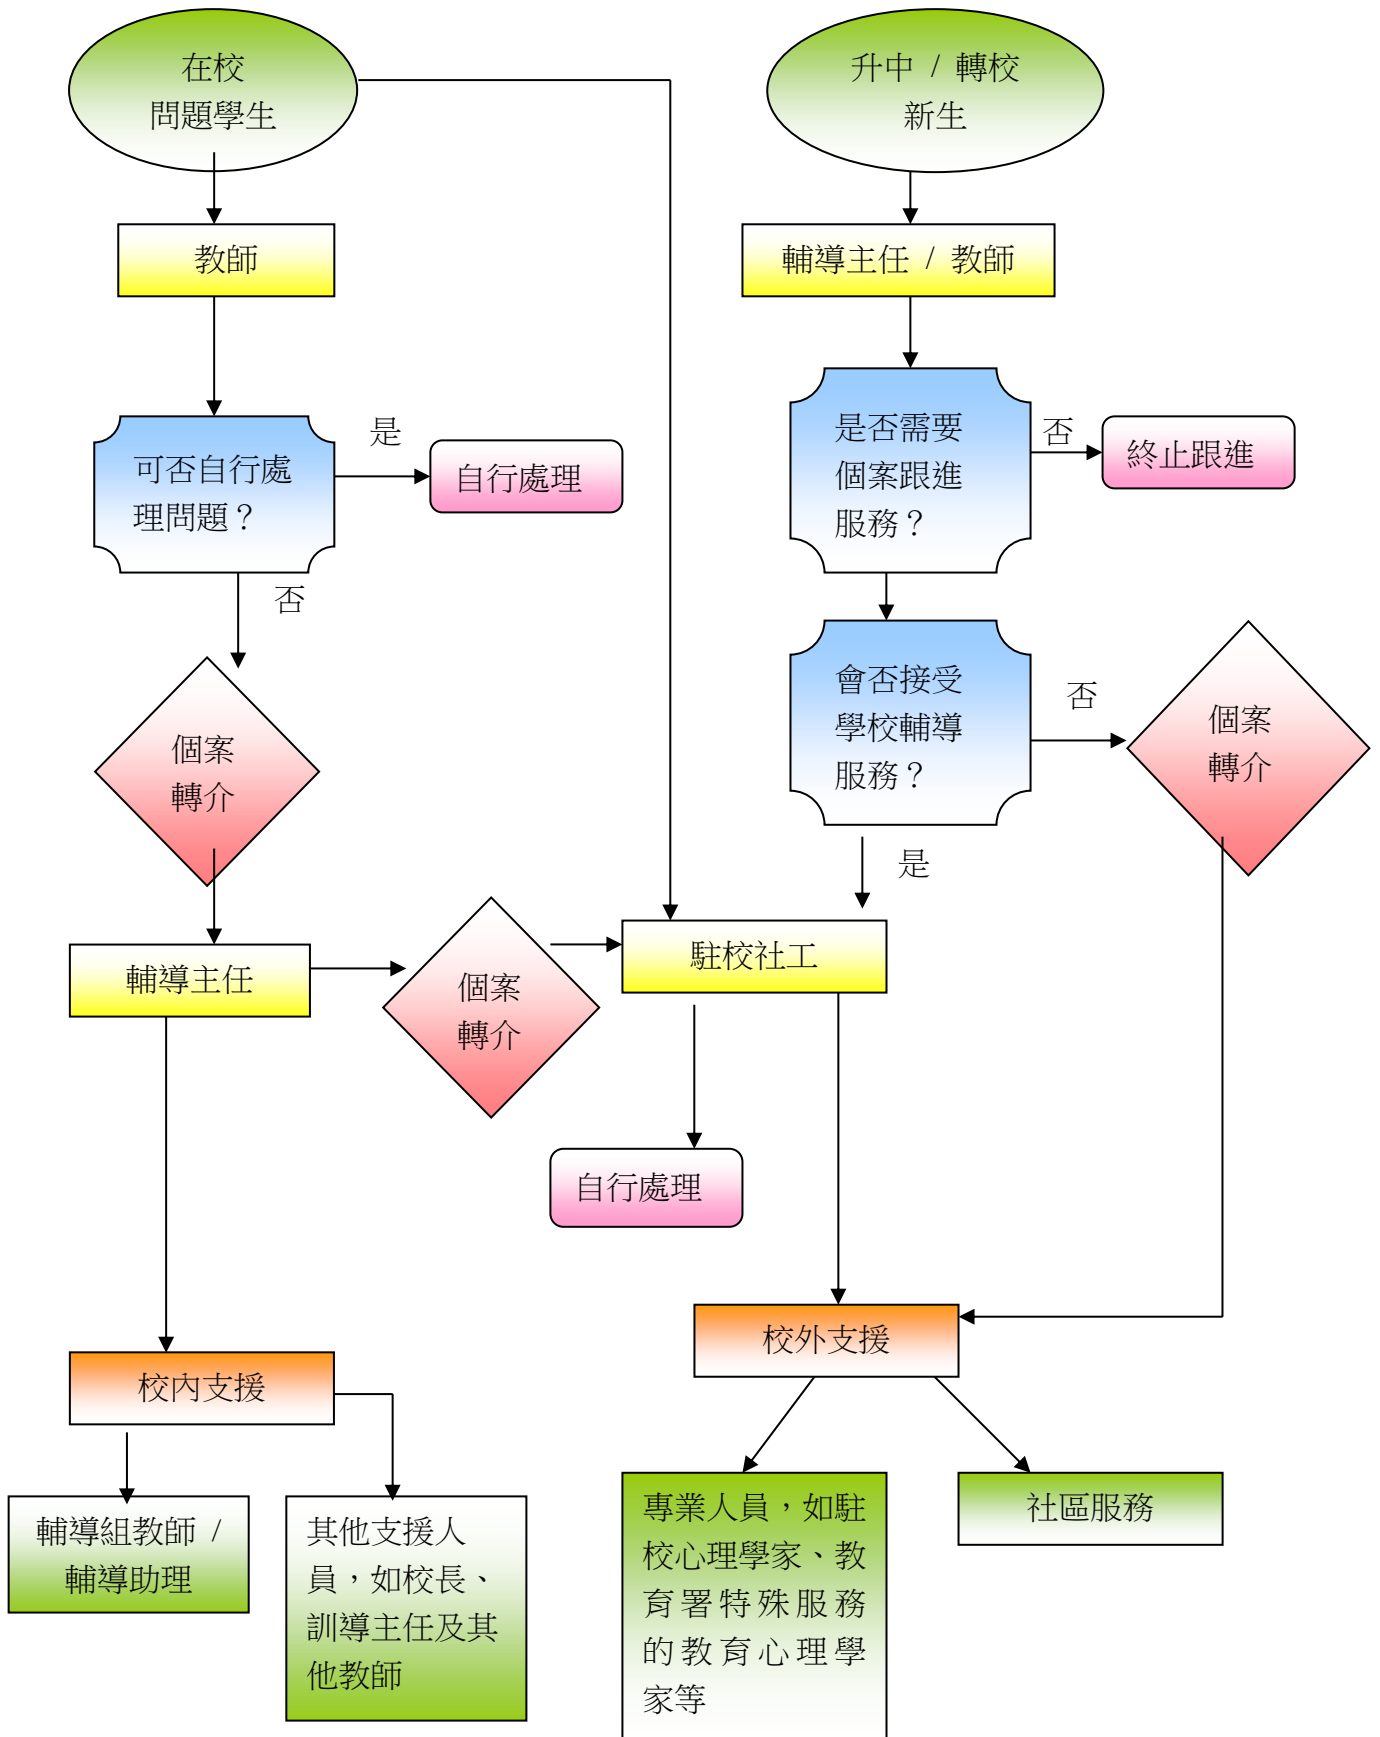 在校
問題學生
升中 / 轉校
新生
教師
輔導主任 / 教師
可否自行處
理問題？
是
自行處理
是否需要
個案跟進
服務？
否
終止跟進
否
個案
轉介
會否接受
學校輔導
服務？
否
個案
轉介
是
輔導主任
個案
轉介
駐校社工
自行處理
校外支援
校內支援
輔導組教師 /
輔導助理
其他支援人
員，如校長、
訓導主任及其
他教師
專業人員，如駐
校心理學家、教
育署特殊服務
的教育心理學
家等
社區服務